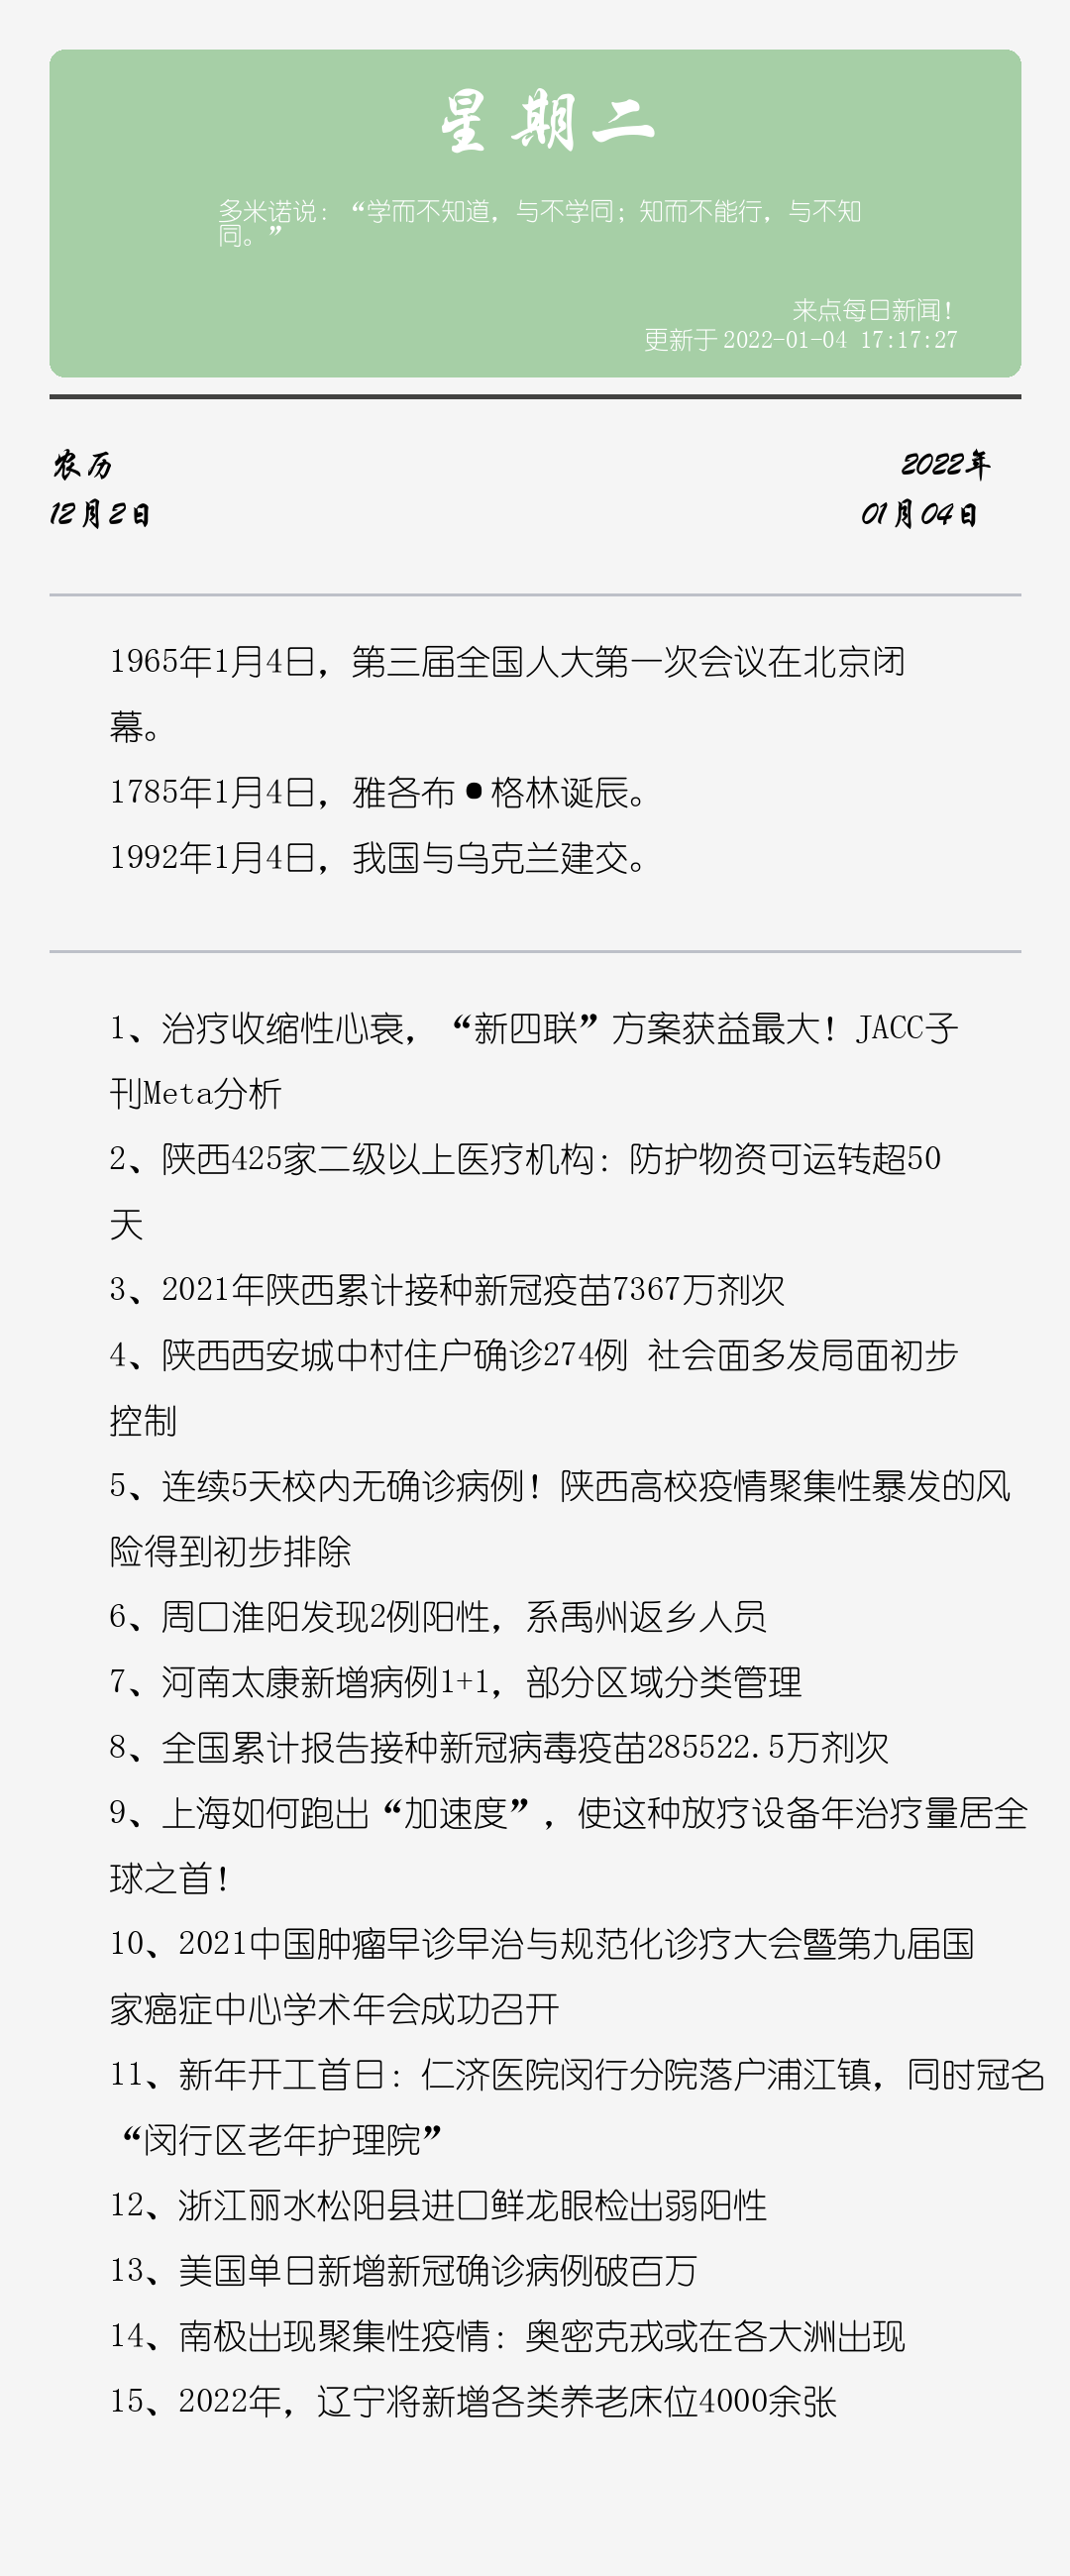 星期二
多米诺说：“学而不知道，与不学同；知而不能行，与不知
同。”
来点每日新闻！
更新于 2022-01-04 17:17:27
农历
2022年
12月2日
01月04日
1965年1月4日，第三届全国人大第一次会议在北京闭
幕。
1785年1月4日，雅各布•格林诞辰。
1992年1月4日，我国与乌克兰建交。
1、治疗收缩性心衰，“新四联”方案获益最大！JACC子
刊Meta分析
2、陕西425家二级以上医疗机构：防护物资可运转超50
天
3、2021年陕西累计接种新冠疫苗7367万剂次
4、陕西西安城中村住户确诊274例 社会面多发局面初步
控制
5、连续5天校内无确诊病例！陕西高校疫情聚集性暴发的风
险得到初步排除
6、周口淮阳发现2例阳性，系禹州返乡人员
7、河南太康新增病例1+1，部分区域分类管理
8、全国累计报告接种新冠病毒疫苗285522.5万剂次
9、上海如何跑出“加速度”，使这种放疗设备年治疗量居全
球之首！
10、2021中国肿瘤早诊早治与规范化诊疗大会暨第九届国
家癌症中心学术年会成功召开
11、新年开工首日：仁济医院闵行分院落户浦江镇，同时冠名
“闵行区老年护理院”
12、浙江丽水松阳县进口鲜龙眼检出弱阳性
13、美国单日新增新冠确诊病例破百万
14、南极出现聚集性疫情：奥密克戎或在各大洲出现
15、2022年，辽宁将新增各类养老床位4000余张